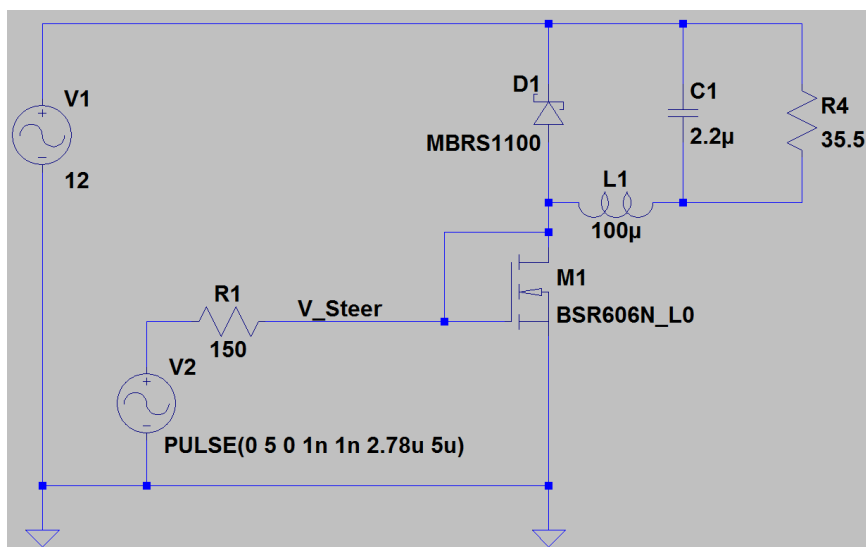 V1
+
−
12
D1
MBRS1100
C1
2.2µ
R4
35.5
L1
100µ
R1
150
V_Steer
M1
BSR606N_L0
V2
+
−
PULSE(0 5 0 1n 1n 2.78u 5u)